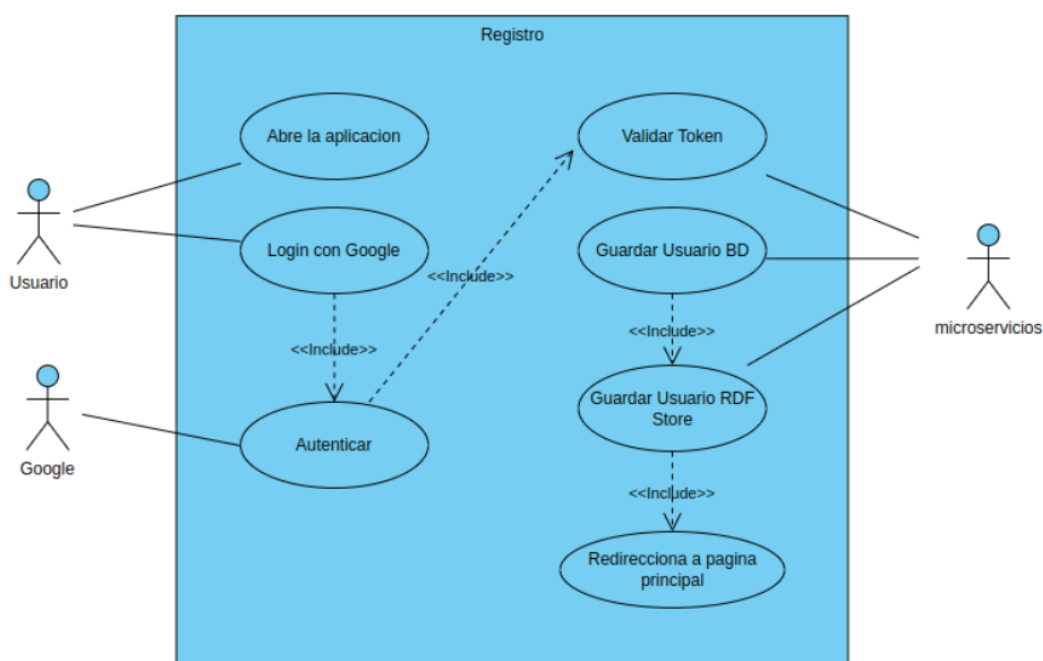 Registro
Abre la aplicacion
Validar Token
Login con Google
Guardar Usuario BD
Usuario
<<Include>>
microservicios
<<Include>>
<<Include>>
Guardar Usuario RDF
Store
Autenticar
Google
<<Include>>
Redirecciona a pagina
principal